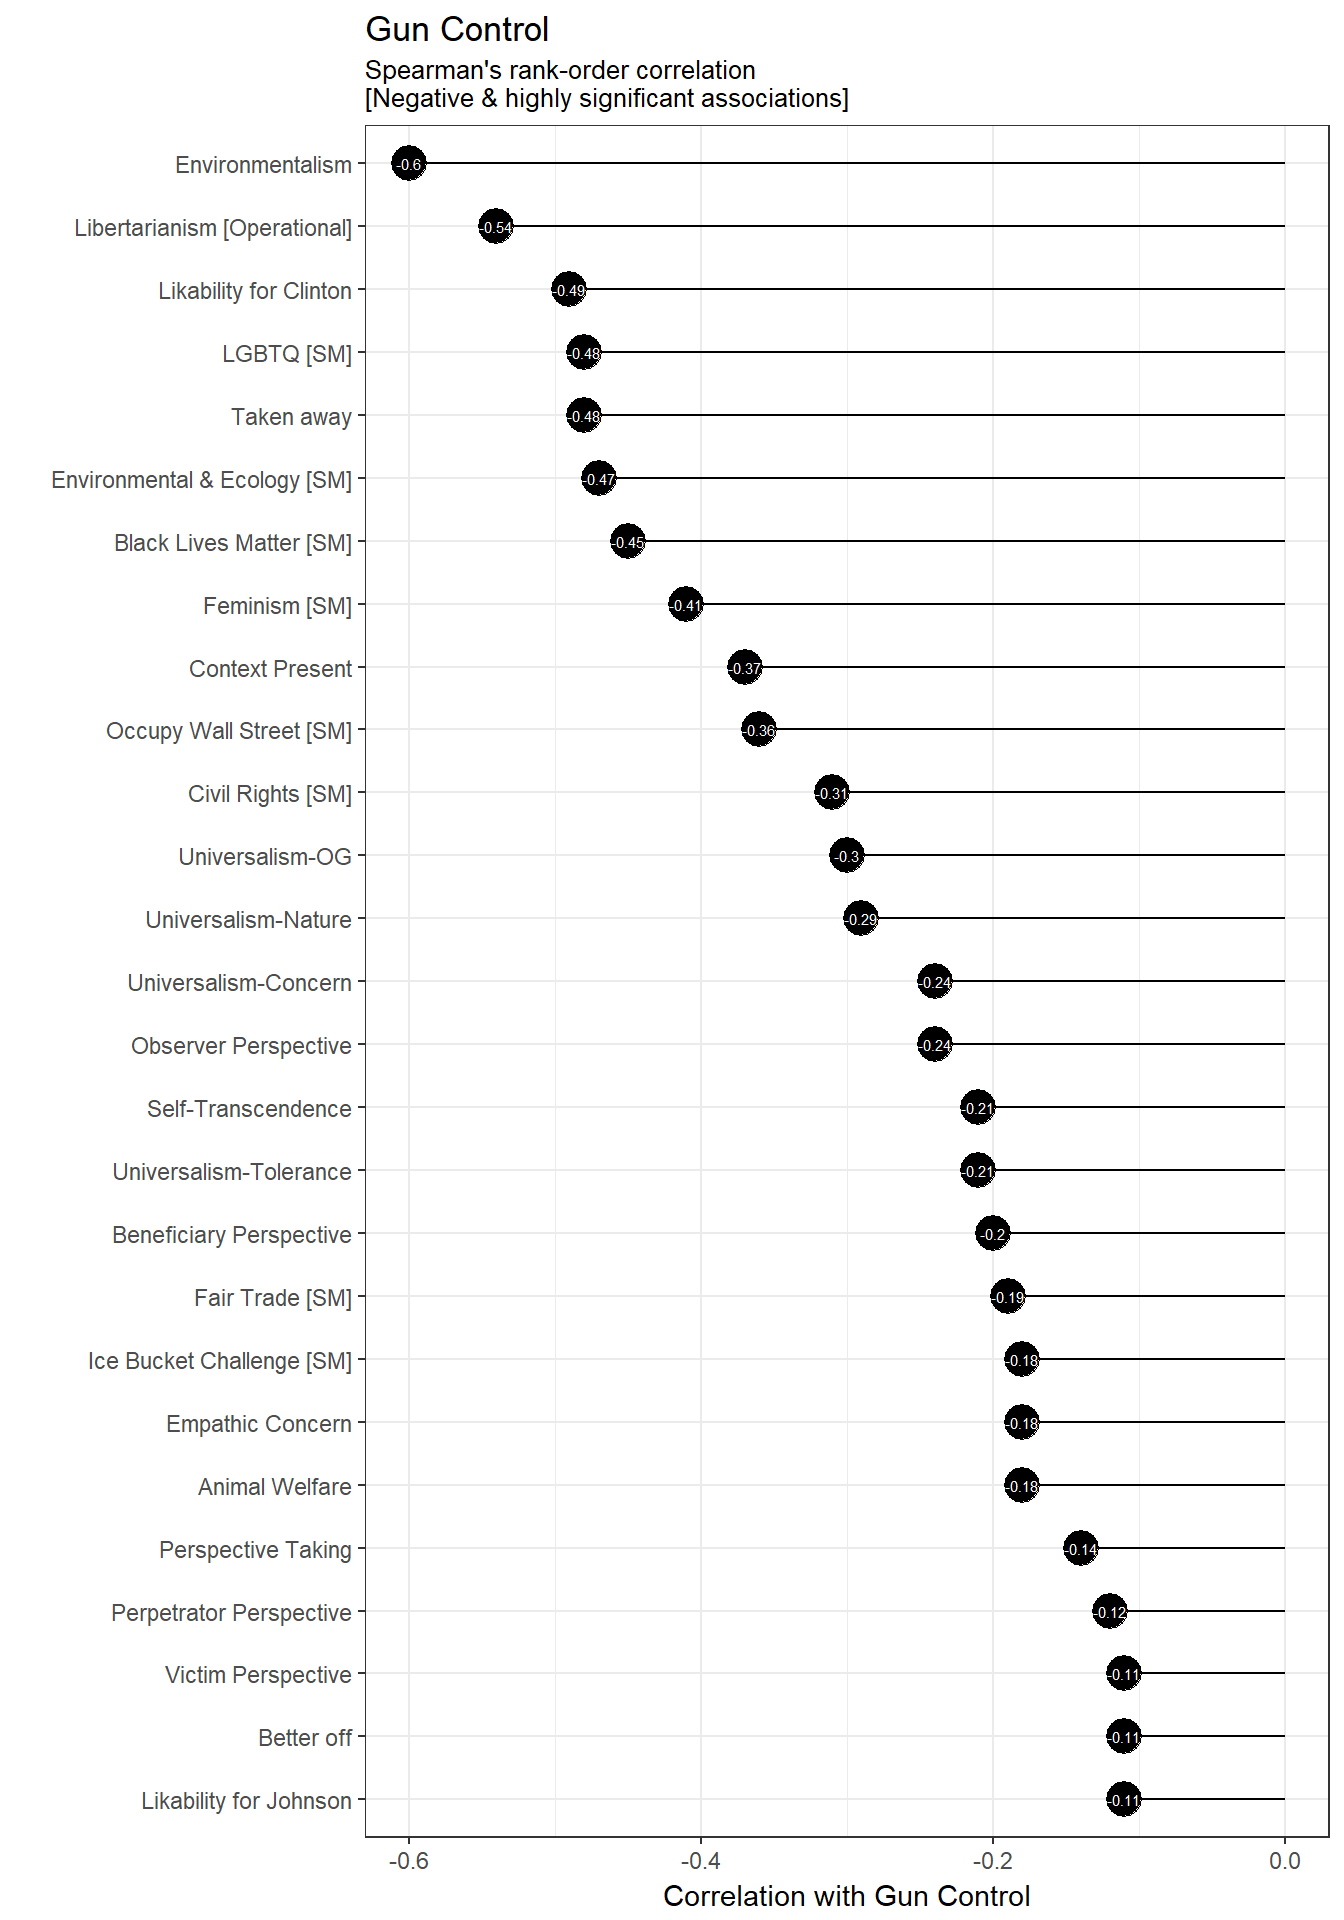 Gun Control
Spearman's rank-order correlation
[Negative & highly significant associations]
Environmentalism
-0.6
Libertarianism [Operational]
-0.54
Likability for Clinton
-0.49
LGBTQ [SM]
-0.48
Taken away
-0.48
Environmental & Ecology [SM]
-0.47
Black Lives Matter [SM]
-0.45
Feminism [SM]
-0.41
Context Present
-0.37
Occupy Wall Street [SM]
-0.36
Civil Rights [SM]
-0.31
Universalism-OG
-0.3
Universalism-Nature
-0.29
Universalism-Concern
-0.24
Observer Perspective
-0.24
Self-Transcendence
-0.21
Universalism-Tolerance
-0.21
Beneficiary Perspective
-0.2
Fair Trade [SM]
-0.19
Ice Bucket Challenge [SM]
-0.18
Empathic Concern
-0.18
Animal Welfare
-0.18
Perspective Taking
-0.14
Perpetrator Perspective
-0.12
Victim Perspective
-0.11
Better off
-0.11
Likability for Johnson
-0.11
-0.6 -0.4 -0.2 0.0
Correlation with Gun Control